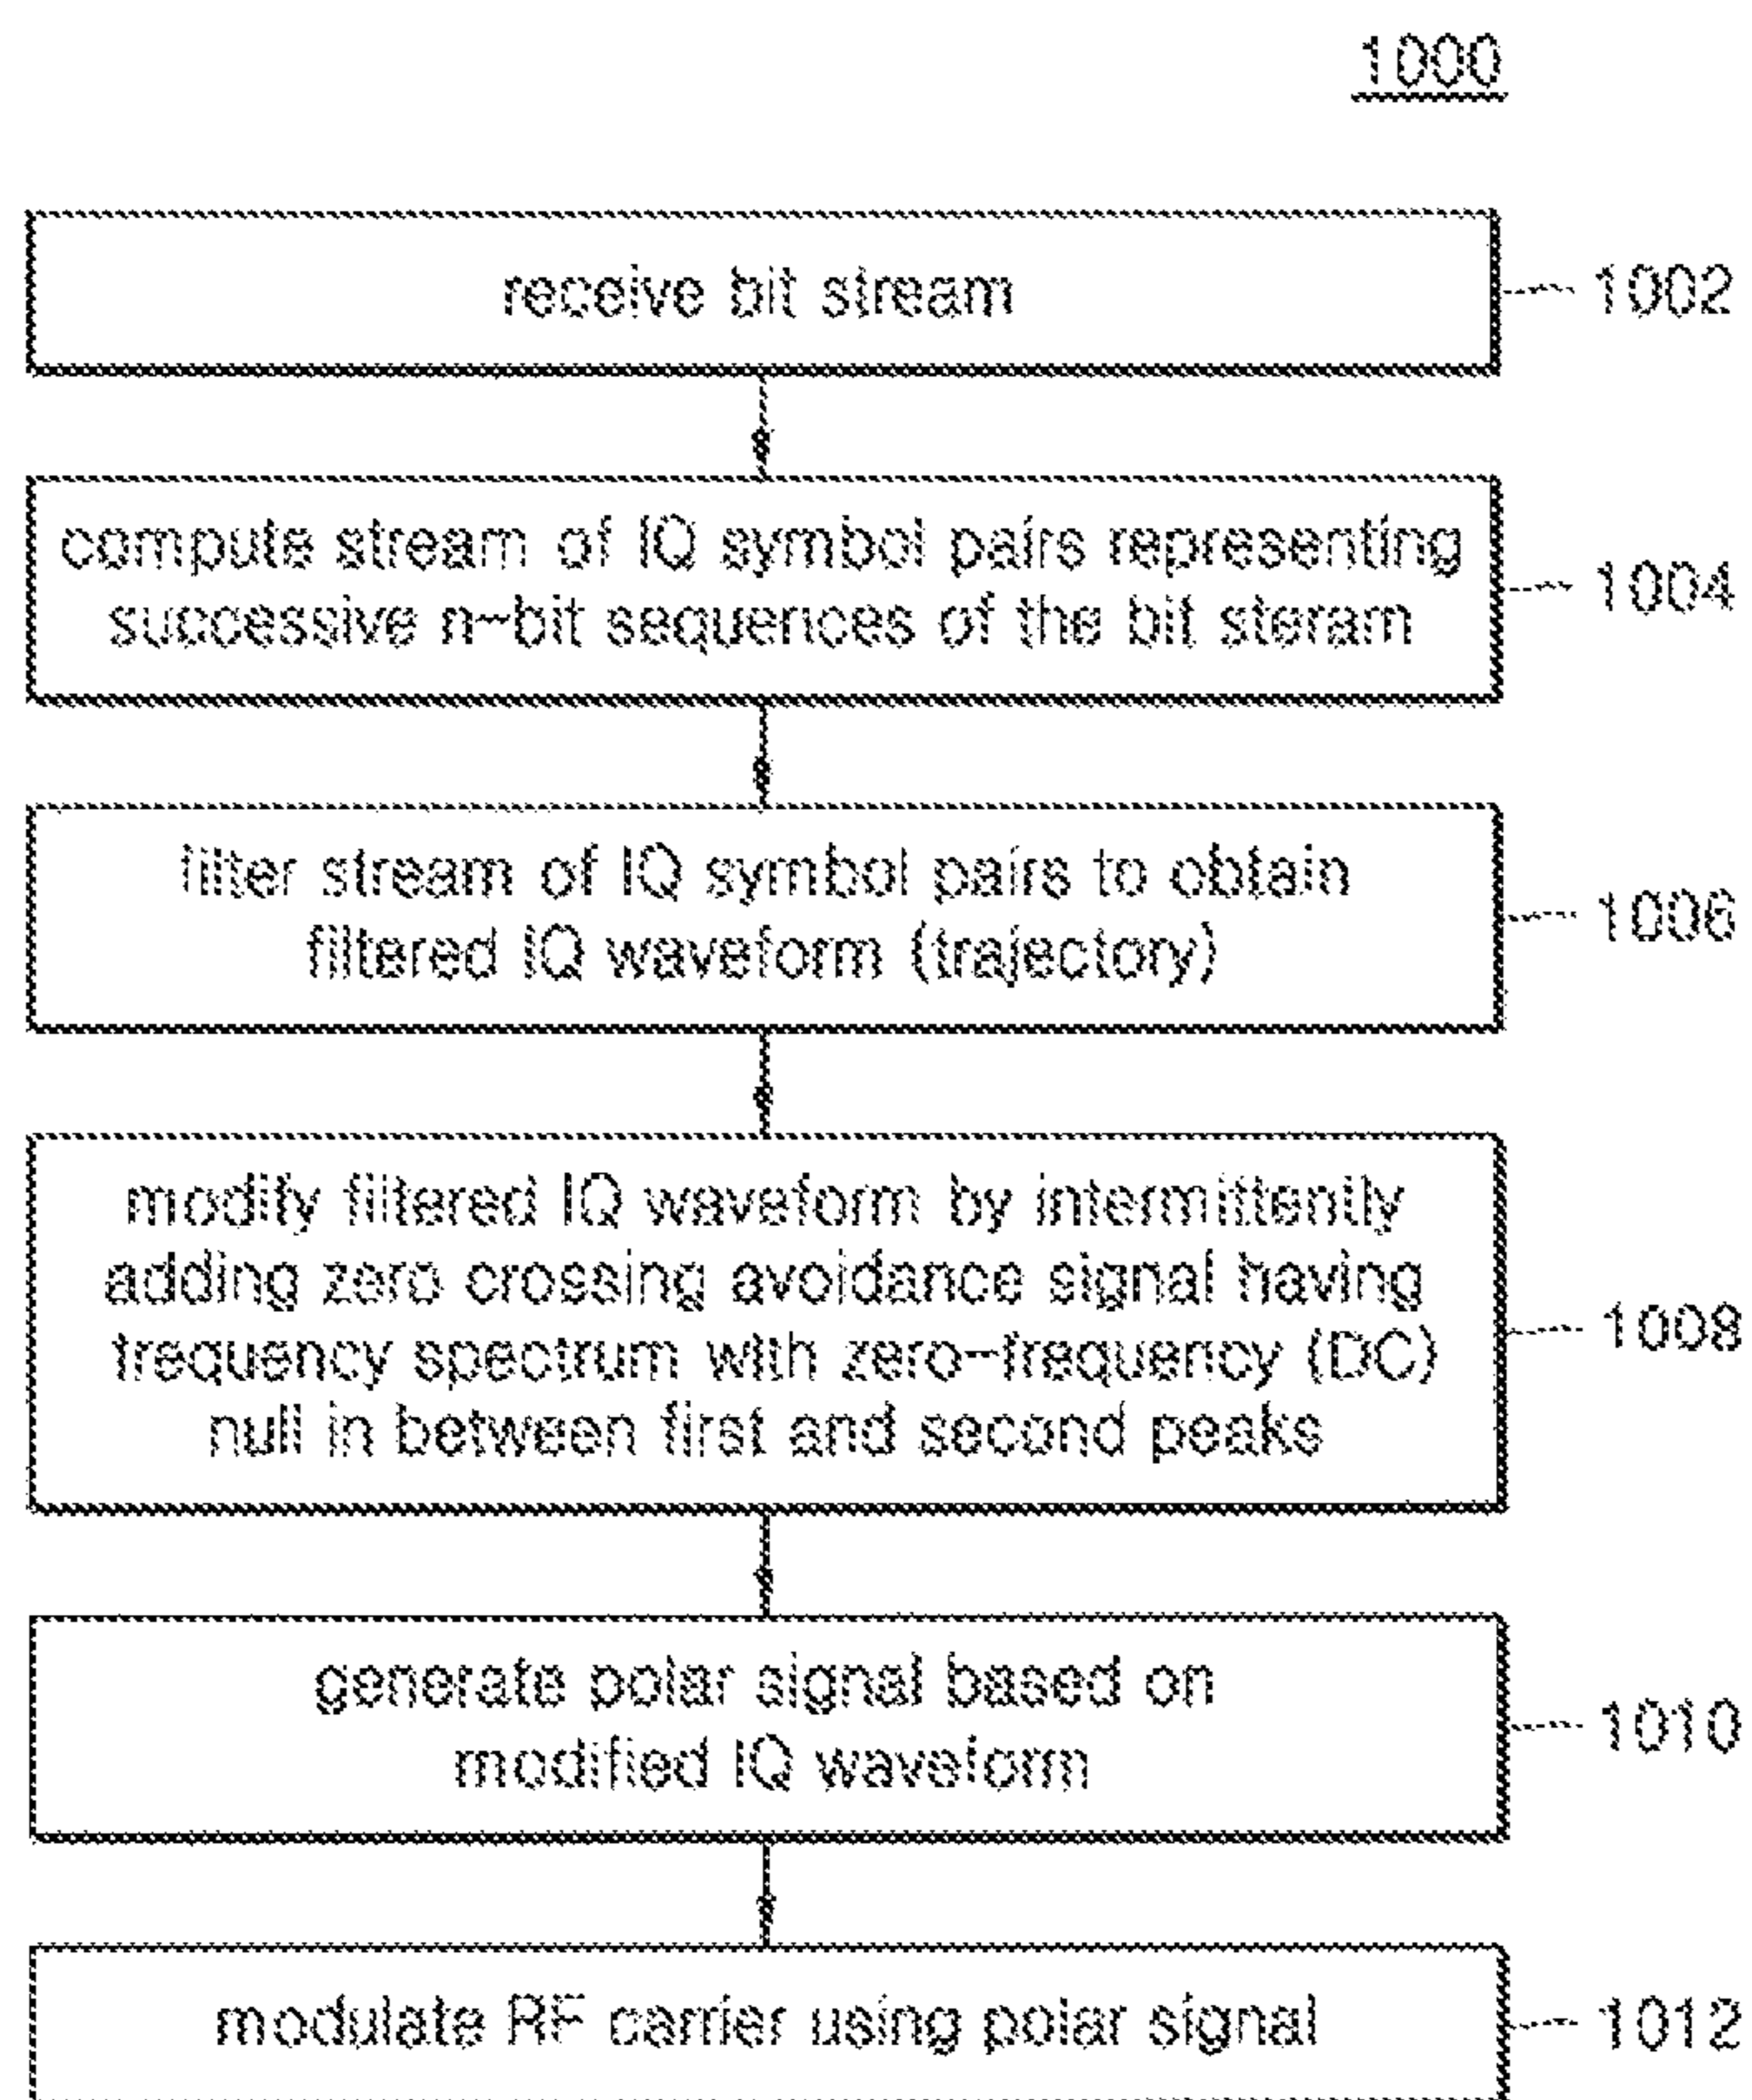 1000
receive bit stream
1002
compute stream of IQ symbol pairs representing
successive n-bit sequences of the bit steram
1004
filter stream of IQ symbol pairs to obtain
filtered IQ waveform (trajectory)
1006
modify filtered IQ waveform by intermittently
adding zero crossing avoidance signal having
frequency spectrum with zero-frequency (DC)
null in between first and second peaks
1008
generate polar signal based on
modified IQ waveform
1010
modulate RF carrier using polar signal
1012